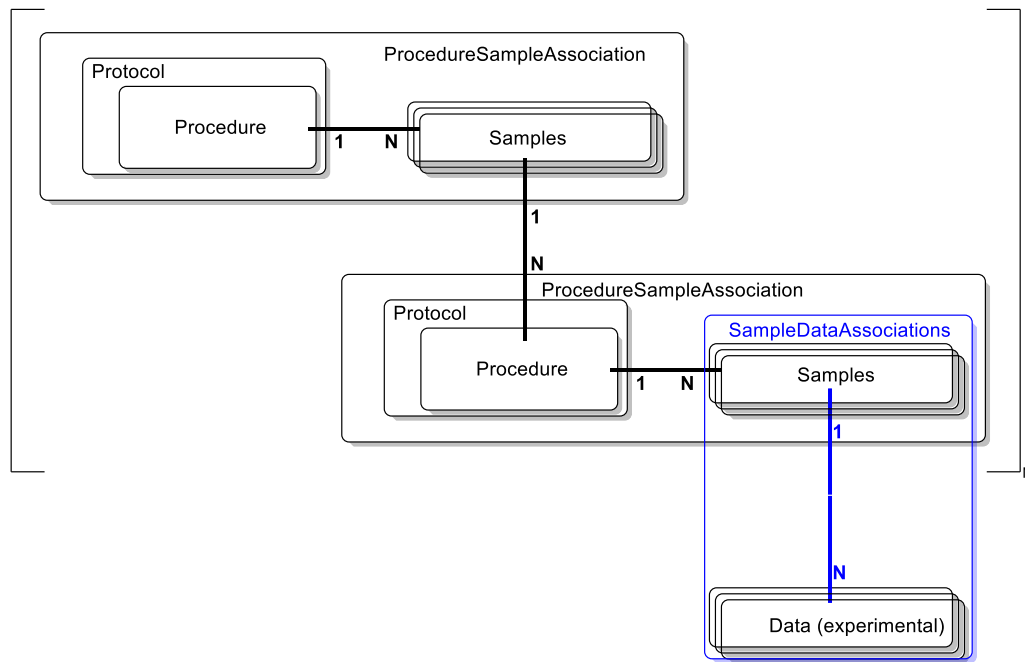 ProcedureSampleAssociation
Protocol
Procedure
Samples
1
N
1
N
ProcedureSampleAssociation
Protocol
SampleDataAssociations
Procedure
Samples
1
N
1
N
Data (experimental)